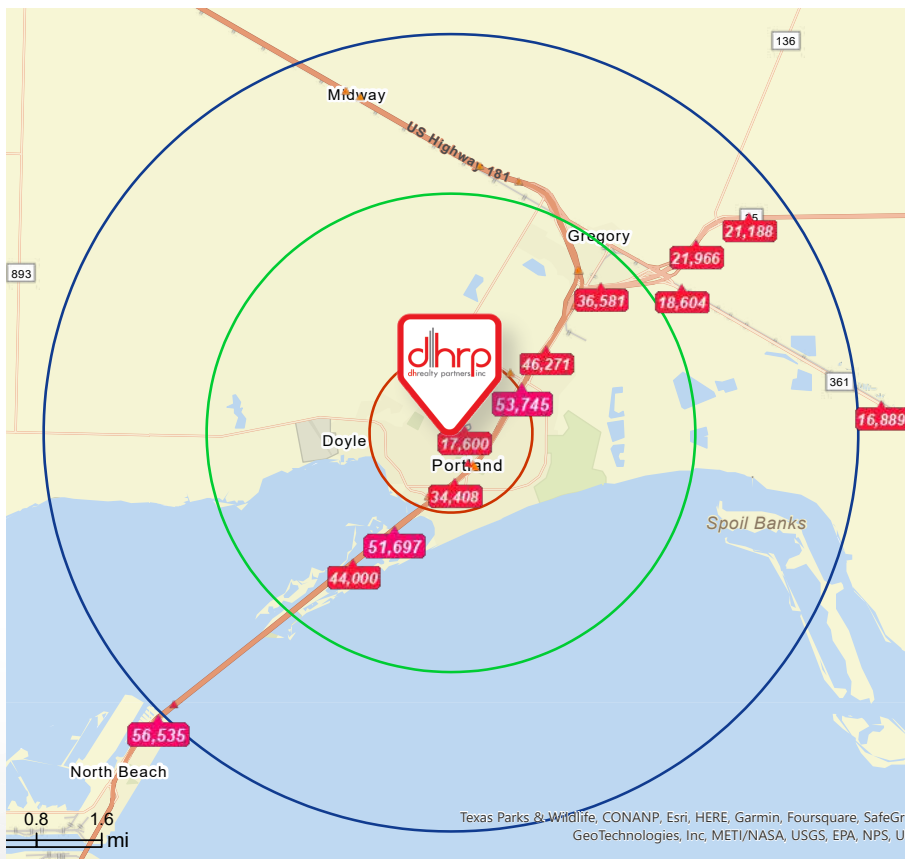 136
Midway
US Highway 181
35
21,188
Gregory
21,966
893
36,581
18,604
dhrp
dhrealty partners, inc
46,271
361
53,745
16,889
Doyle
17,600
Portland
34,408
Spoil Banks
51,697
44,000
56,535
North Beach
0.8 1.6
mi
Texas Parks & Wildlife, CONANP, Esri, HERE, Garmin, Foursquare, SafeGr
GeoTechnologies, Inc, METI/NASA, USGS, EPA, NPS, U